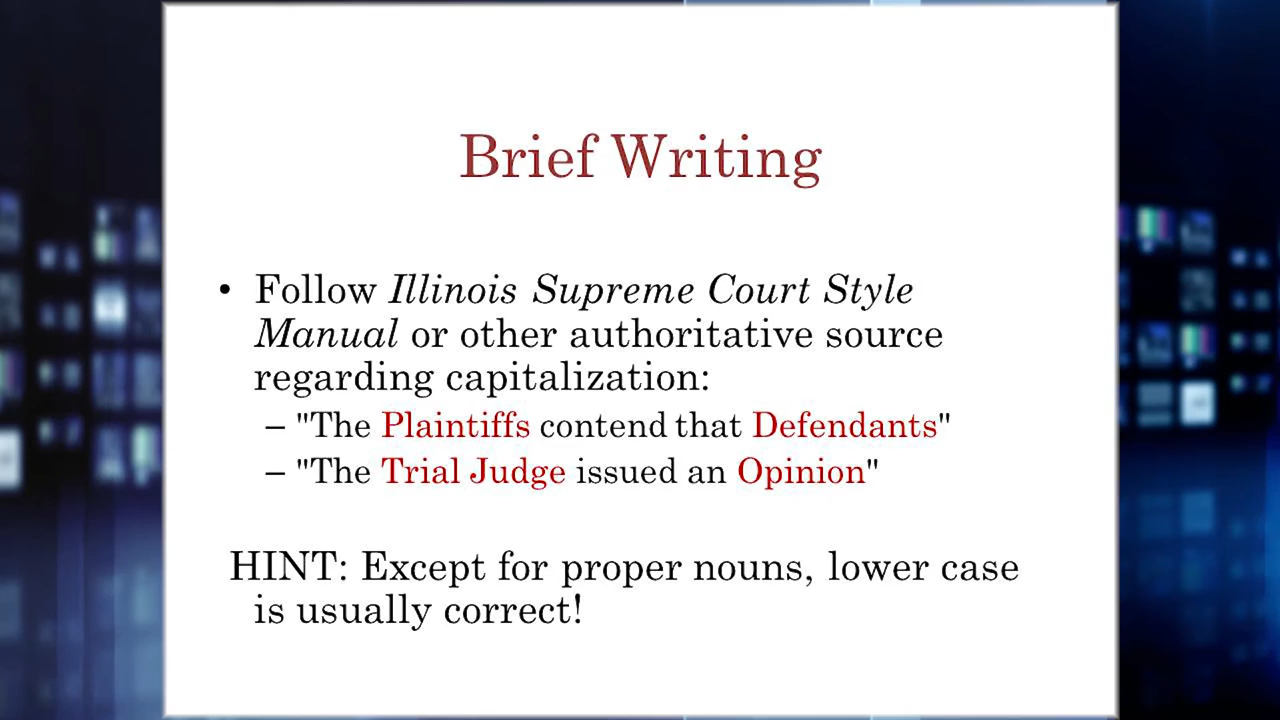 Brief Writing
• Follow Illinois Supreme Court Style
Manual or other authoritative source
regarding capitalization:
– "The Plaintiffs contend that Defendants"
– "The Trial Judge issued an Opinion"
HINT: Except for proper nouns, lower case
is usually correct!